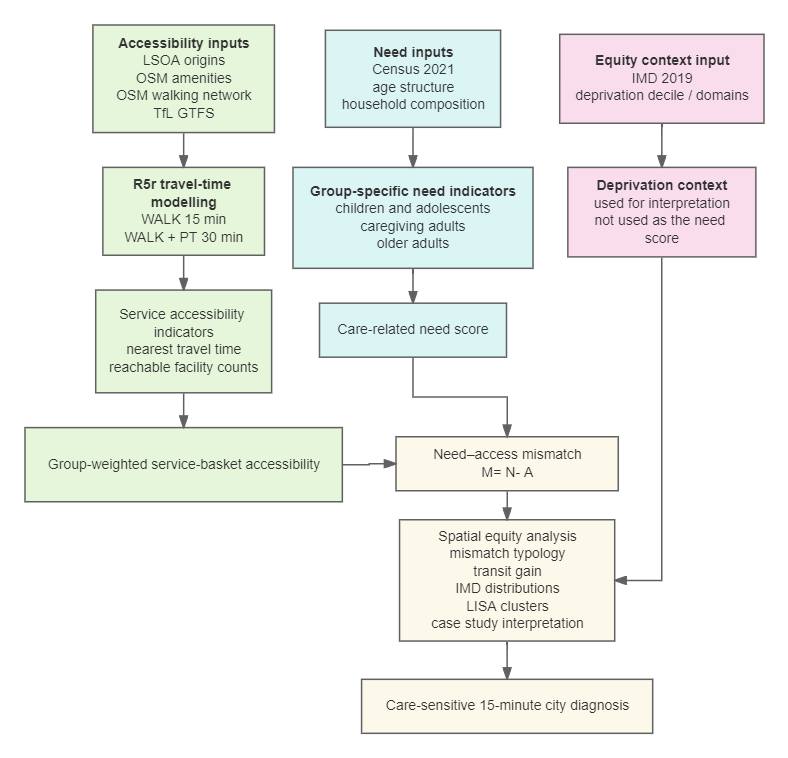 Accessibility inputs
LSOA origins
OSM amenities
OSM walking network
TfL GTFS
Need inputs
Census 2021
age structure
household composition
Equity context input
IMD 2019
deprivation decile / domains
R5r travel-time
modelling
WALK 15 min
WALK + PT 30 min
Group-specific need indicators
children and adolescents
caregiving adults
older adults
Deprivation context
used for interpretation
not used as the need
score
Service accessibility
indicators
nearest travel time
reachable facility counts
Care-related need score
Group-weighted service-basket accessibility
Need–access mismatch
M= N- A
Spatial equity analysis
mismatch typology
transit gain
IMD distributions
LISA clusters
case study interpretation
Care-sensitive 15-minute city diagnosis